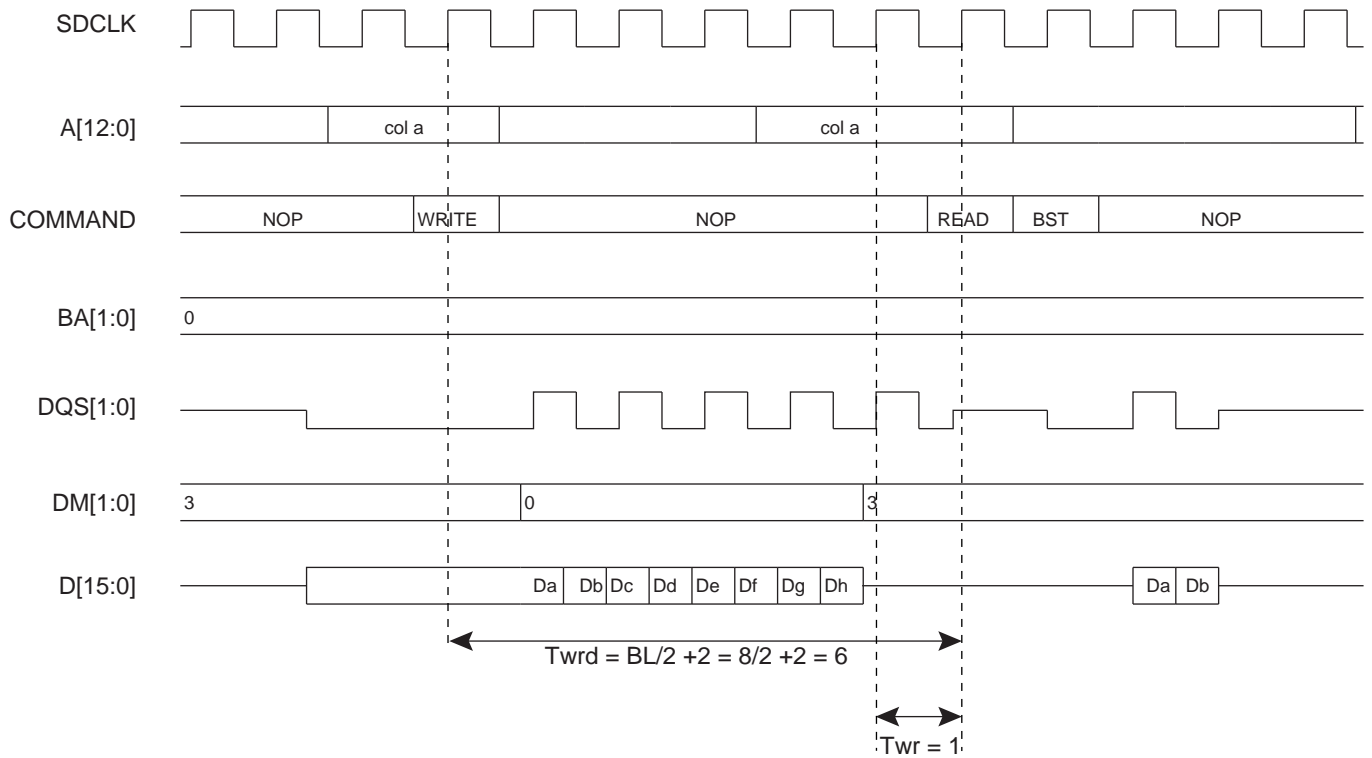 SDCLK
A[12:0] col a col a
COMMAND NOP WRITE NOP READ BST NOP
BA[1:0] 0
DQS[1:0]
DM[1:0] 3 0 3
D[15:0] Da Db Dc Dd De Df Dg Dh Da Db
Twrd = BL/2 +2 = 8/2 +2 = 6
Twr = 1